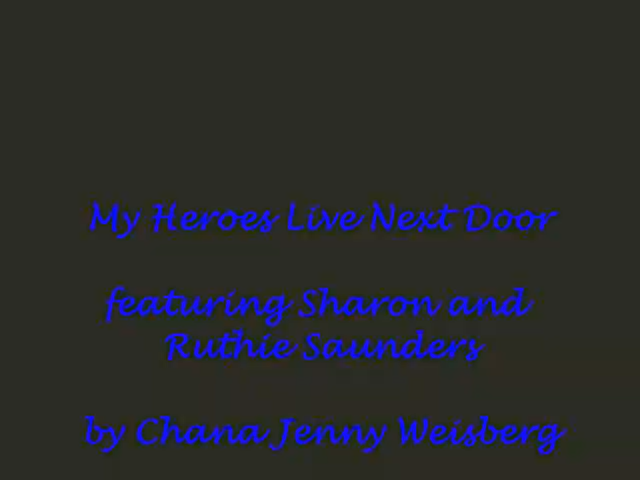 My Heroes Live Next Door
featuring Sharon and
Ruthie Saunders
by Chana Jenny Weisberg